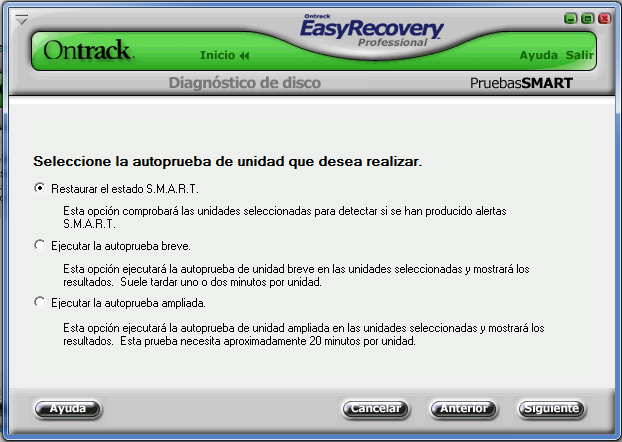 Ontrack
EasyRecovery
Professional
Ontrack
Inicio
Ayuda Salir
Diagnóstico de disco
PruebasSMART
Seleccione la autoprueba de unidad que desea realizar.
Restaurar el estado S.M.A.R.T.
Esta opción comprobará las unidades seleccionadas para detectar si se han producido alertas
S.M.A.R.T.
Ejecutar la autoprueba breve.
Esta opción ejecutará la autoprueba de unidad breve en las unidades seleccionadas y mostrará los
resultados. Suele tardar uno o dos minutos por unidad.
Ejecutar la autoprueba ampliada.
Esta opción ejecutará la autoprueba de unidad ampliada en las unidades seleccionadas y mostrará los
resultados. Esta prueba necesita aproximadamente 20 minutos por unidad.
Ayuda Cancelar Anterior Siguiente